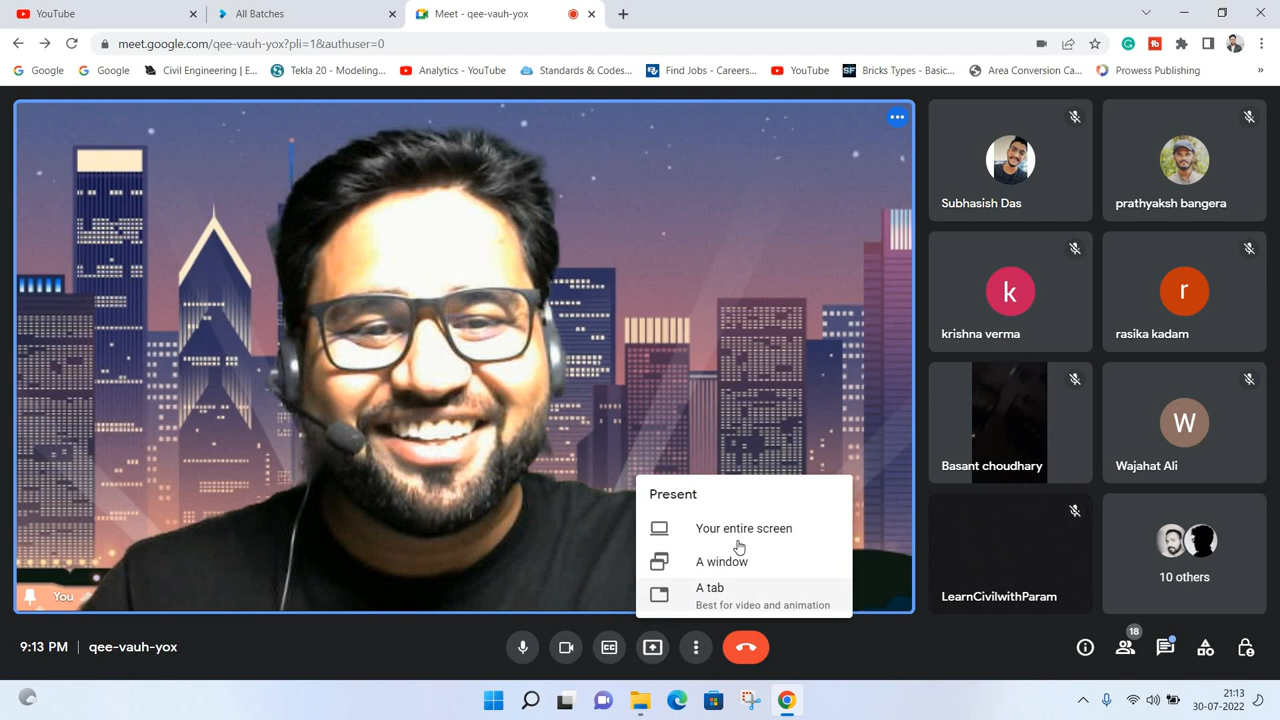 YouTube
All Batches
Meet - qee-vauh-yox
meet.google.com/qee-vauh-yox?pli=1&authuser=0
Google
Google
Civil Engineering | E...
Tekla 20 - Modeling...
Analytics - YouTube
Standards & Codes...
Find Jobs - Careers...
YouTube
SF
Bricks Types - Basic...
Area Conversion Ca...
Prowess Publishing
»
Subhasish Das
prathyaksh bangera
k
krishna verma
r
rasika kadam
Basant choudhary
W
Wajahat Ali
LearnCivilwithParam
10 others
You
Present
Your entire screen
A window
A tab
Best for video and animation
9:13 PM | qee-vauh-yox
CC
18
21:13
30-07-2022